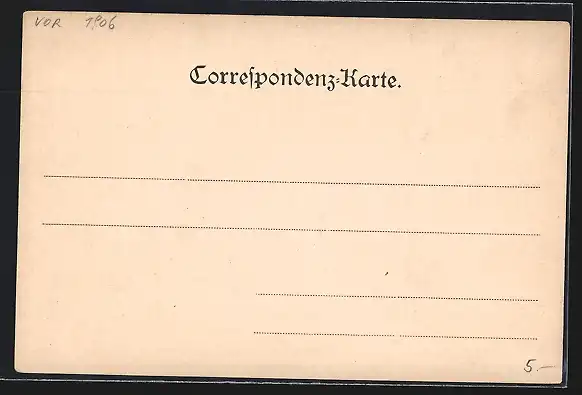 VOR 1906
Correſpondenz-Karte.
5.—